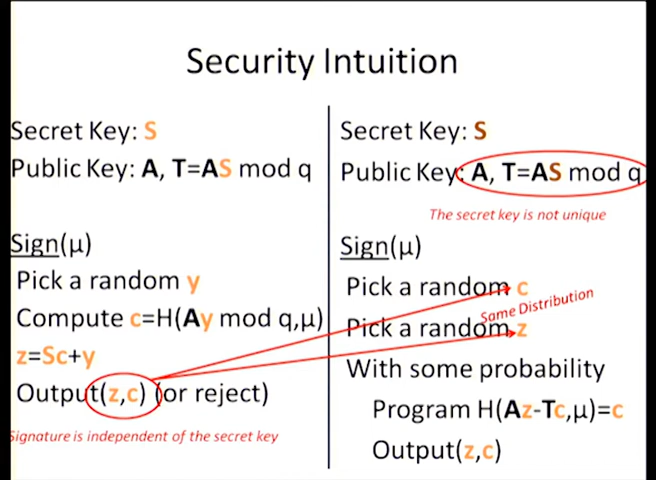 Security Intuition
Secret Key: S
Public Key: A, T=AS mod q
Sign(μ)
Pick a random y
Compute c=H(Ay mod q,μ)
z=Sc+y
Output(z,c) (or reject)
Signature is independent of the secret key
Secret Key: S
Public Key: A, T=AS mod q
The secret key is not unique
Sign(μ)
Pick a random c
Same Distribution
Pick a random z
With some probability
Program H(Az-Tc,μ)=c
Output(z,c)